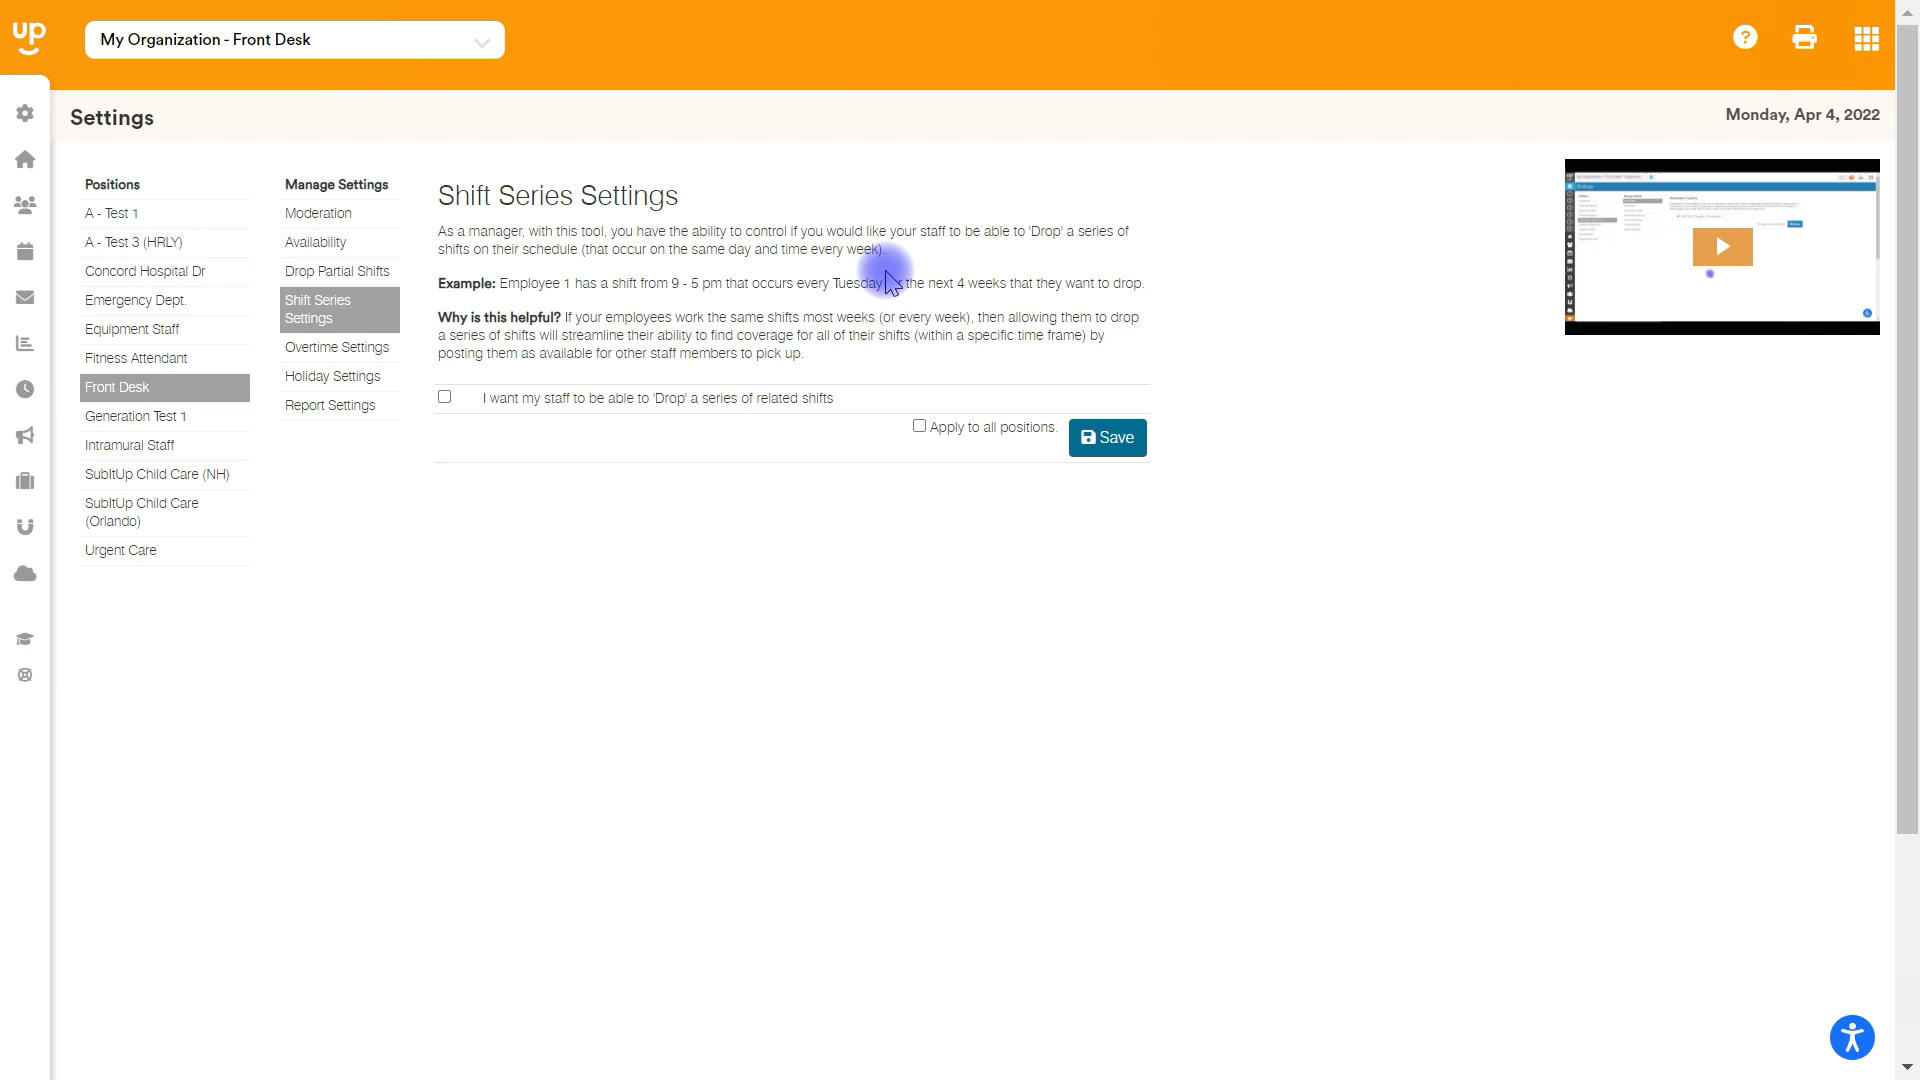 up
My Organization - Front Desk
Settings
Monday, Apr 4, 2022
Positions
A - Test 1
A - Test 3 (HRLY)
Concord Hospital Dr
Emergency Dept.
Equipment Staff
Fitness Attendant
Front Desk
Generation Test 1
Intramural Staff
SubItUp Child Care (NH)
SubItUp Child Care
(Orlando)
Urgent Care
Manage Settings
Moderation
Availability
Drop Partial Shifts
Shift Series
Settings
Overtime Settings
Holiday Settings
Report Settings
Shift Series Settings
As a manager, with this tool, you have the ability to control if you would like your staff to be able to 'Drop' a series of
shifts on their schedule (that occur on the same day and time every week).
Example: Employee 1 has a shift from 9 - 5 pm that occurs every Tuesday the next 4 weeks that they want to drop.
Why is this helpful? If your employees work the same shifts most weeks (or every week), then allowing them to drop
a series of shifts will streamline their ability to find coverage for all of their shifts (within a specific time frame) by
posting them as available for other staff members to pick up.
I want my staff to be able to 'Drop' a series of related shifts
Apply to all positions.
Save